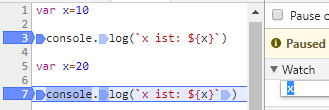 1 var x=10
2
3 console. log(`x ist: ${x}`)
4
5 var x=20
6
7 console. log(`x ist: ${x}` )
Pause o
Paused
Watch
x